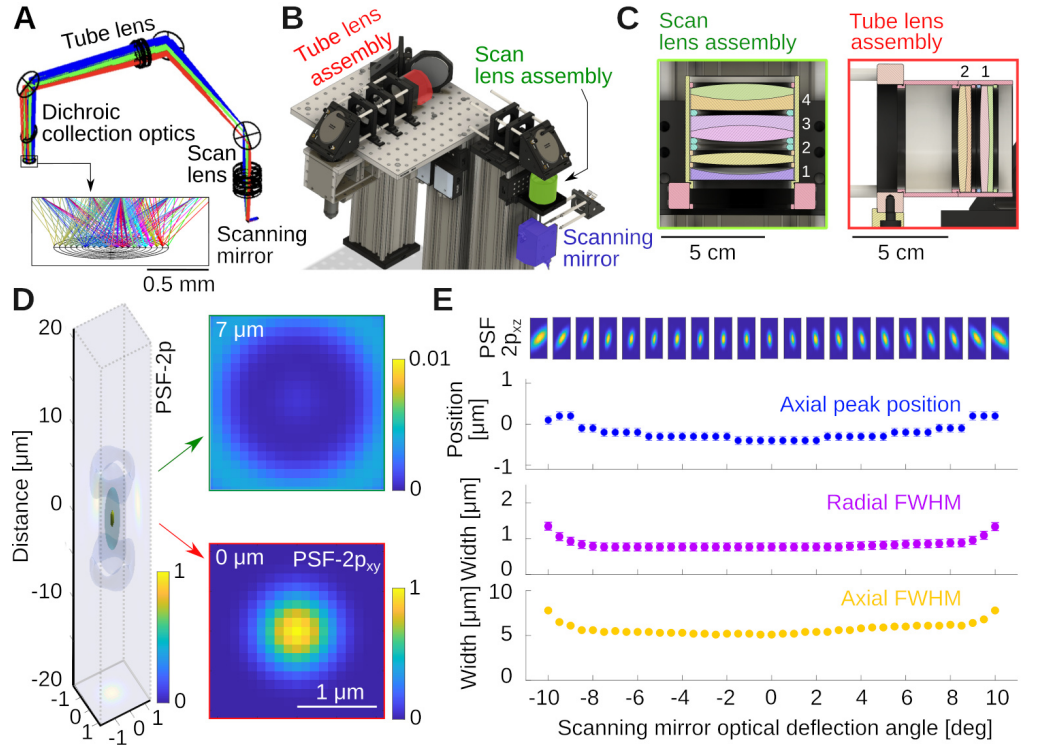 A
Tube lens
Dichroic
collection optics
Scan
lens
Scanning
mirror
0.5 mm
B
Tube lens
assembly
Scan
lens assembly
Scanning
mirror
C
Scan
lens assembly
4
3
2
1
5 cm
Tube lens
assembly
2 1
5 cm
D
20
10
0
-10
-20
Distance [μm]
-1 0 1
-1 0 1
PSF-2p
1
0
7 μm
0.01
0
0 μm PSF-2pxy
1 μm
1
0
E
PSF
2pxz
Axial peak position
Position
[μm]
1
0
-1
Radial FWHM
Width [μm]
2
1
0
Axial FWHM
Width [μm]
10
5
0
-10 -8 -6 -4 -2 0 2 4 6 8 10
Scanning mirror optical deflection angle [deg]